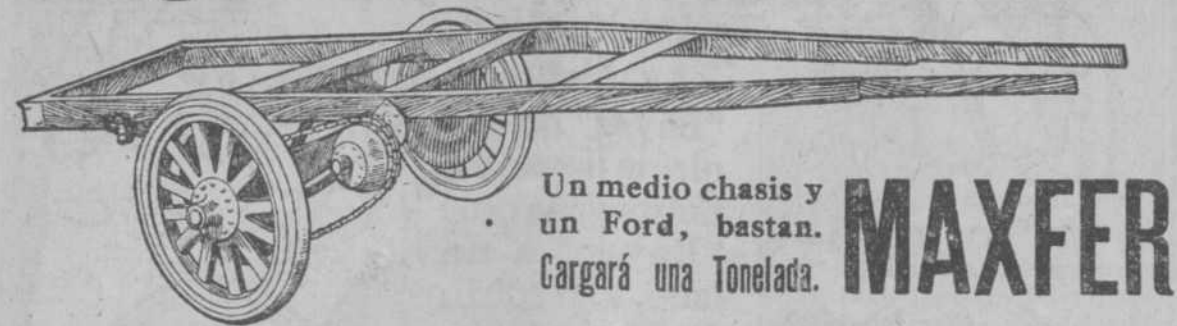 Un medio chasis y
un Ford, bastan.
Cargará una Tonelada.
MAXFER